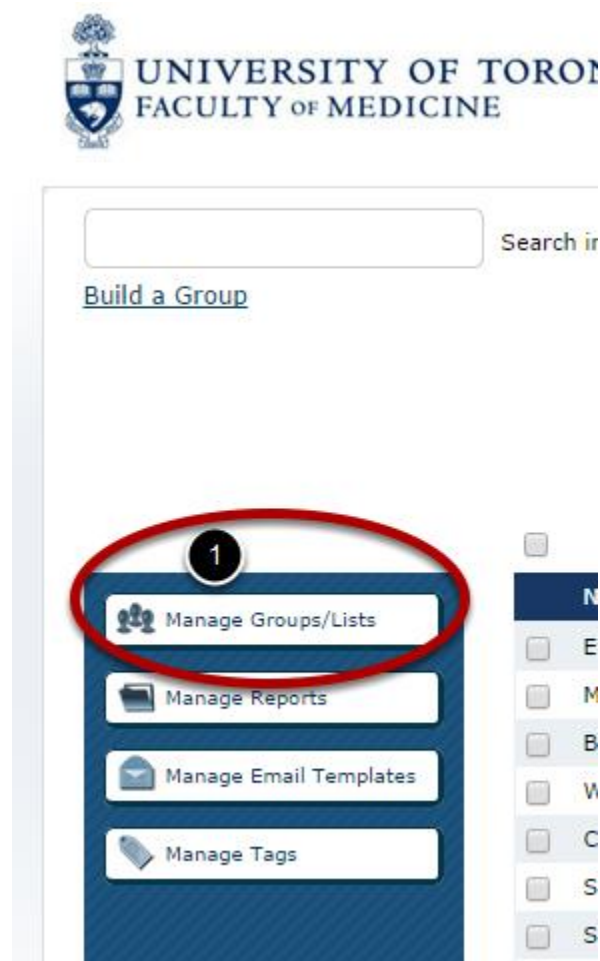 UNIVERSITY OF TORON
FACULTY OF MEDICINE
Search in
Build a Group
1
Manage Groups/Lists
Manage Reports
Manage Email Templates
Manage Tags
N
E
M
B
W
C
S
S